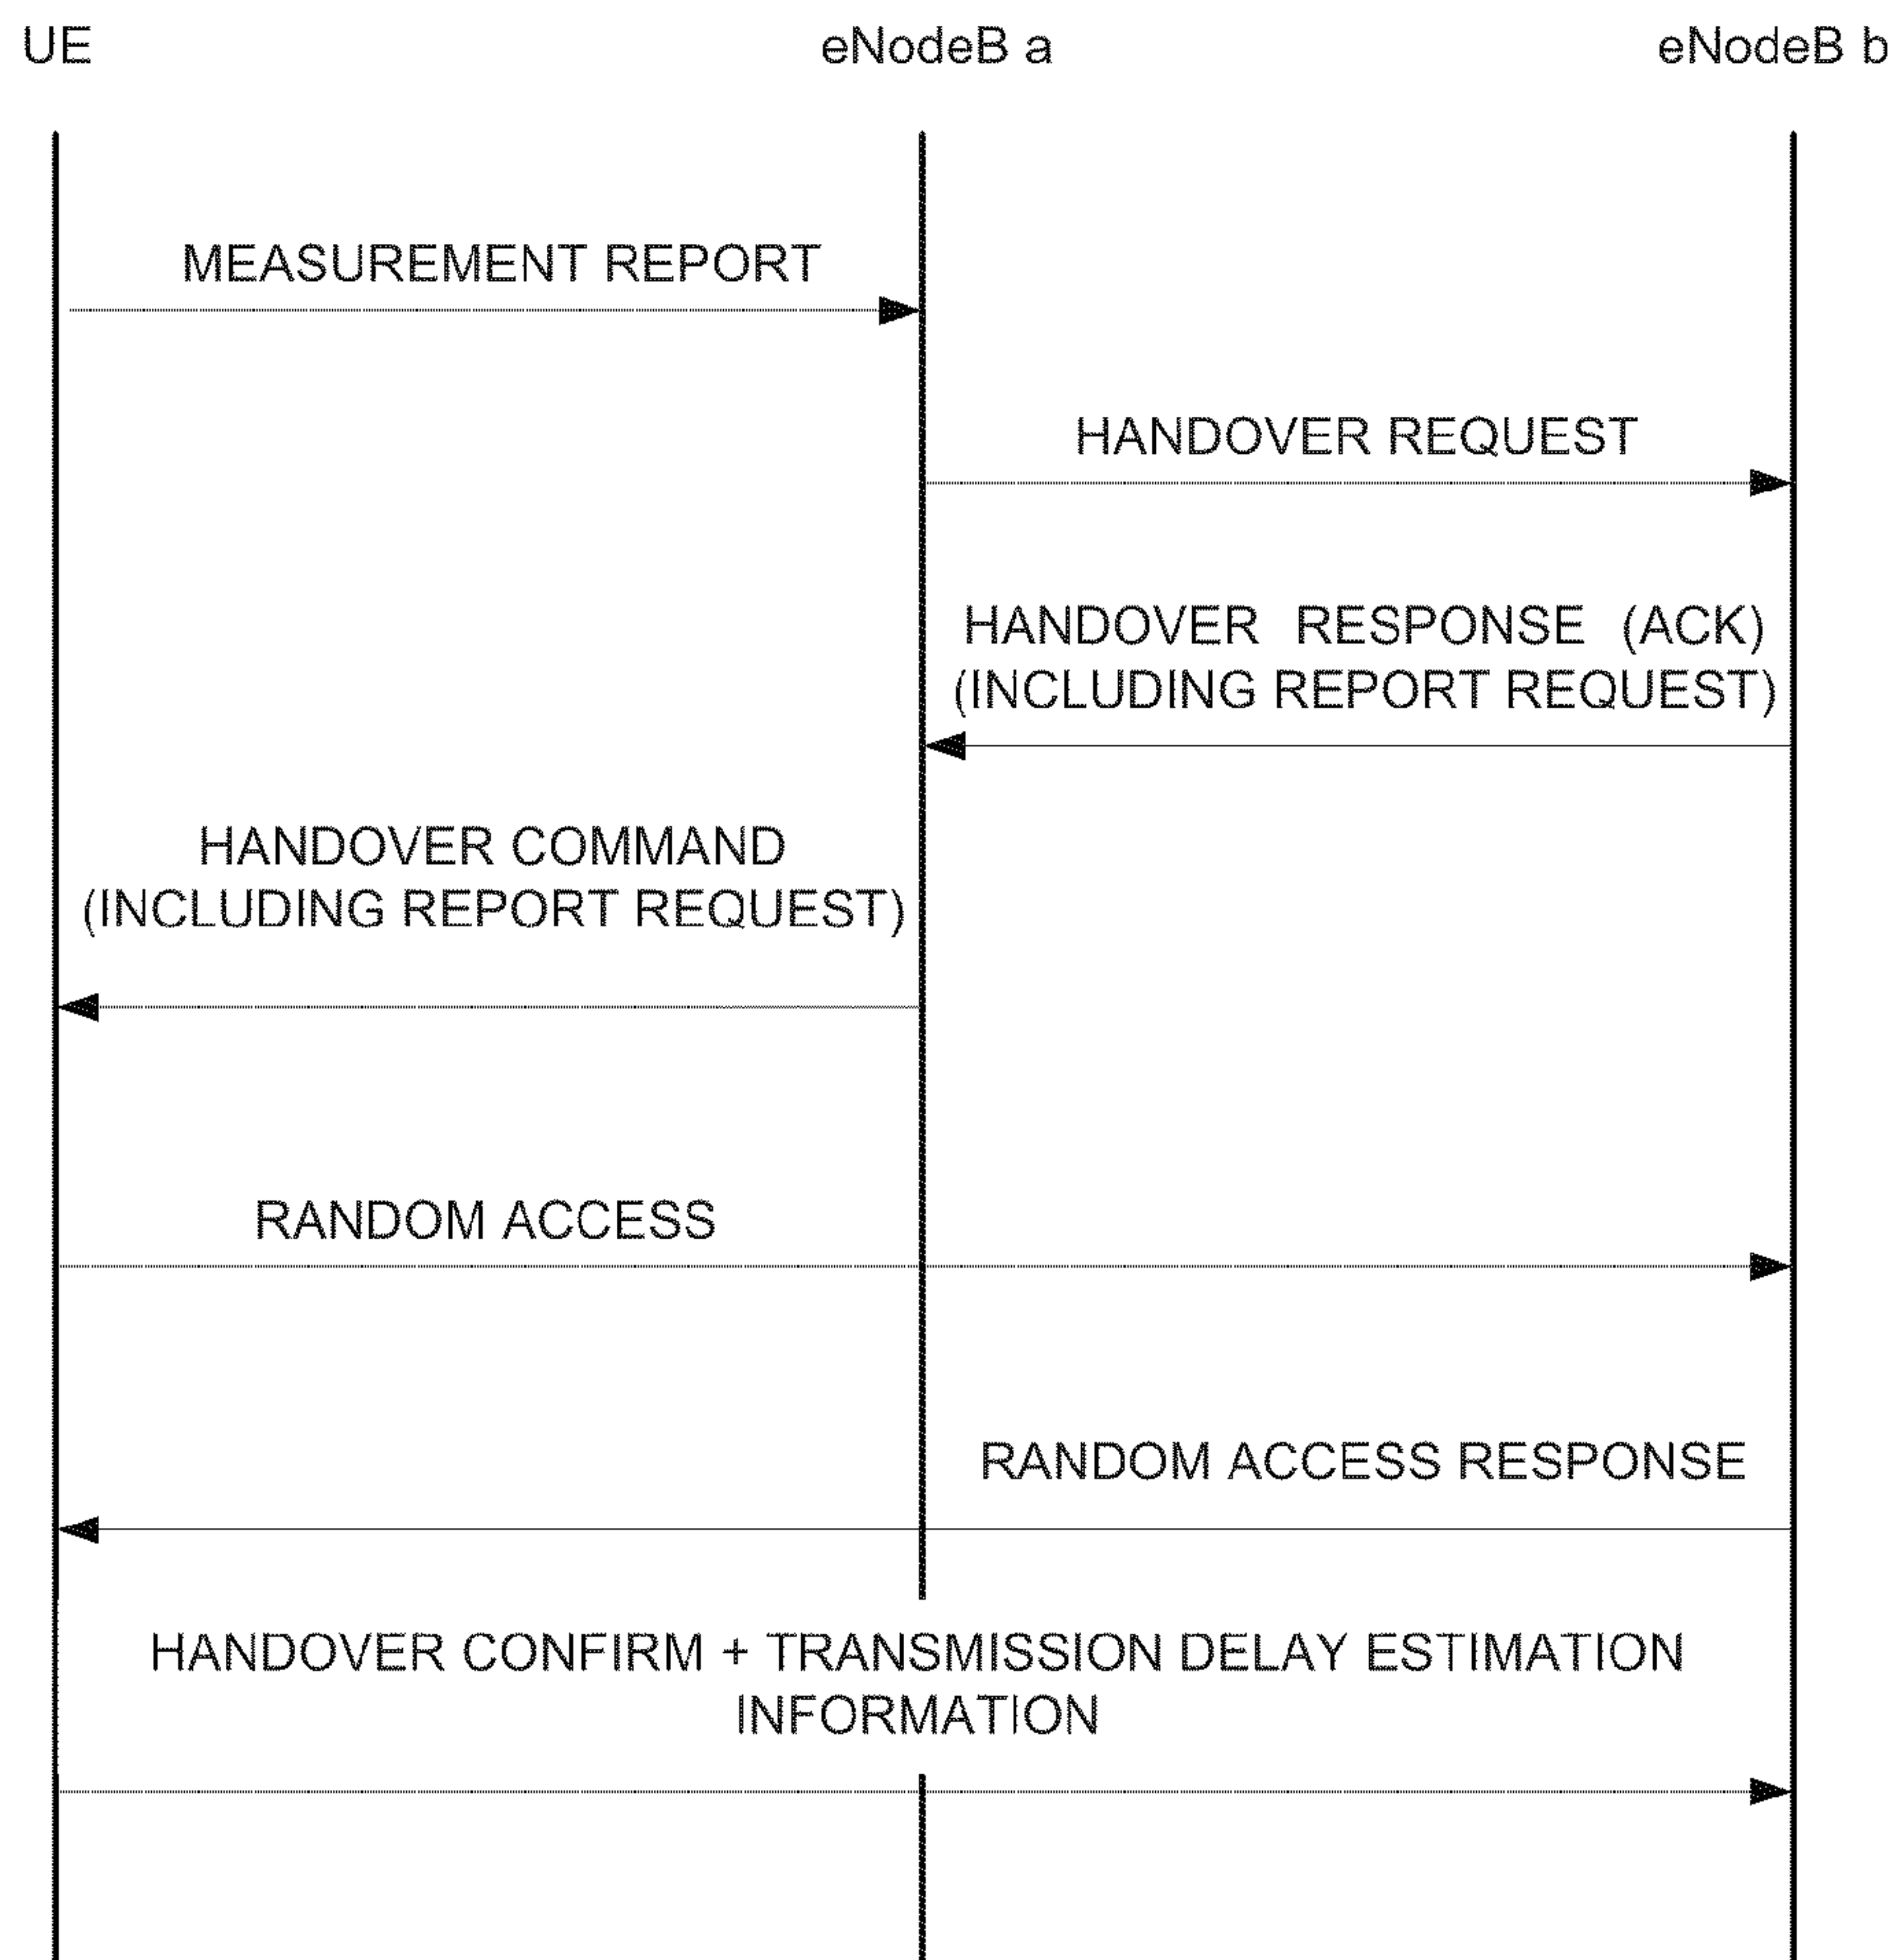 UE eNodeB a eNodeB b
MEASUREMENT REPORT
HANDOVER REQUEST
HANDOVER RESPONSE (ACK)
(INCLUDING REPORT REQUEST)
HANDOVER COMMAND
(INCLUDING REPORT REQUEST)
RANDOM ACCESS
RANDOM ACCESS RESPONSE
HANDOVER CONFIRM + TRANSMISSION DELAY ESTIMATION
INFORMATION